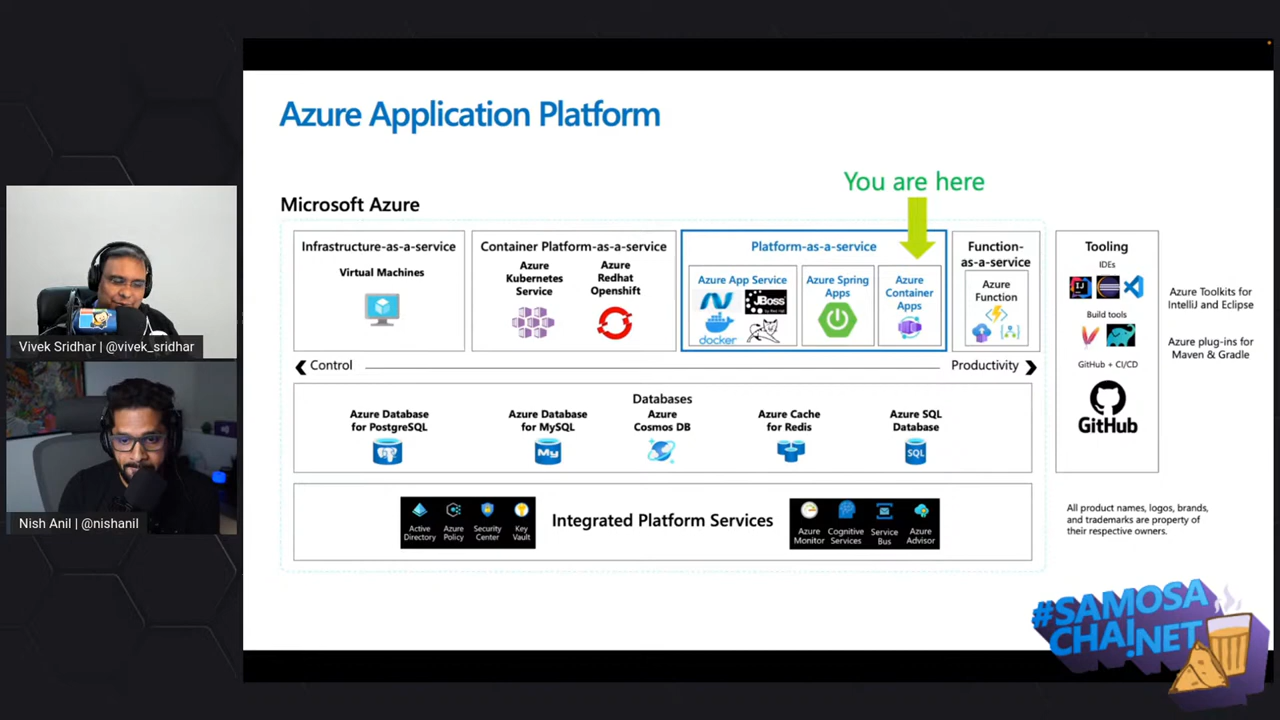 Azure Application Platform
You are here
Microsoft Azure
Infrastructure-as-a-service
Virtual Machines
Container Platform-as-a-service
Azure
Kubernetes
Service
Azure
Redhat
Openshift
Platform-as-a-service
Azure App Service
JBoss
by Red Hat
docker
Azure Spring
Apps
Azure
Container
Apps
Function-
as-a-service
Azure
Function
Control
Productivity
Databases
Azure Database
for PostgreSQL
Azure Database
for MySQL
My
Azure
Cosmos DB
Azure Cache
for Redis
Azure SQL
Database
SQL
Active
Directory
Azure
Policy
Security
Center
Key
Vault
Integrated Platform Services
Azure
Monitor
Cognitive
Services
Service
Bus
Azure
Advisor
Tooling
IDEs
IJ
Build tools
GitHub + CI/CD
GitHub
Azure Toolkits for
IntelliJ and Eclipse
Azure plug-ins for
Maven & Gradle
All product names, logos, brands,
and trademarks are property of
their respective owners.
Vivek Sridhar | @vivek_sridhar
Nish Anil | @nishanil
#SAMOSA
CHAI.NET